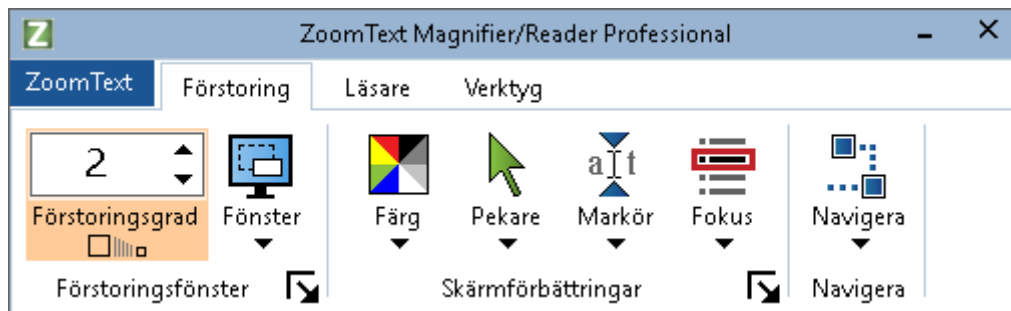 Z ZoomText Magnifier/Reader Professional
ZoomText Förstoring Läsare Verktyg
2
Förstoringsgrad Fönster Färg Pekare a t Markör Fokus Navigera
Förstoringsfönster Skärmförbättringar Navigera